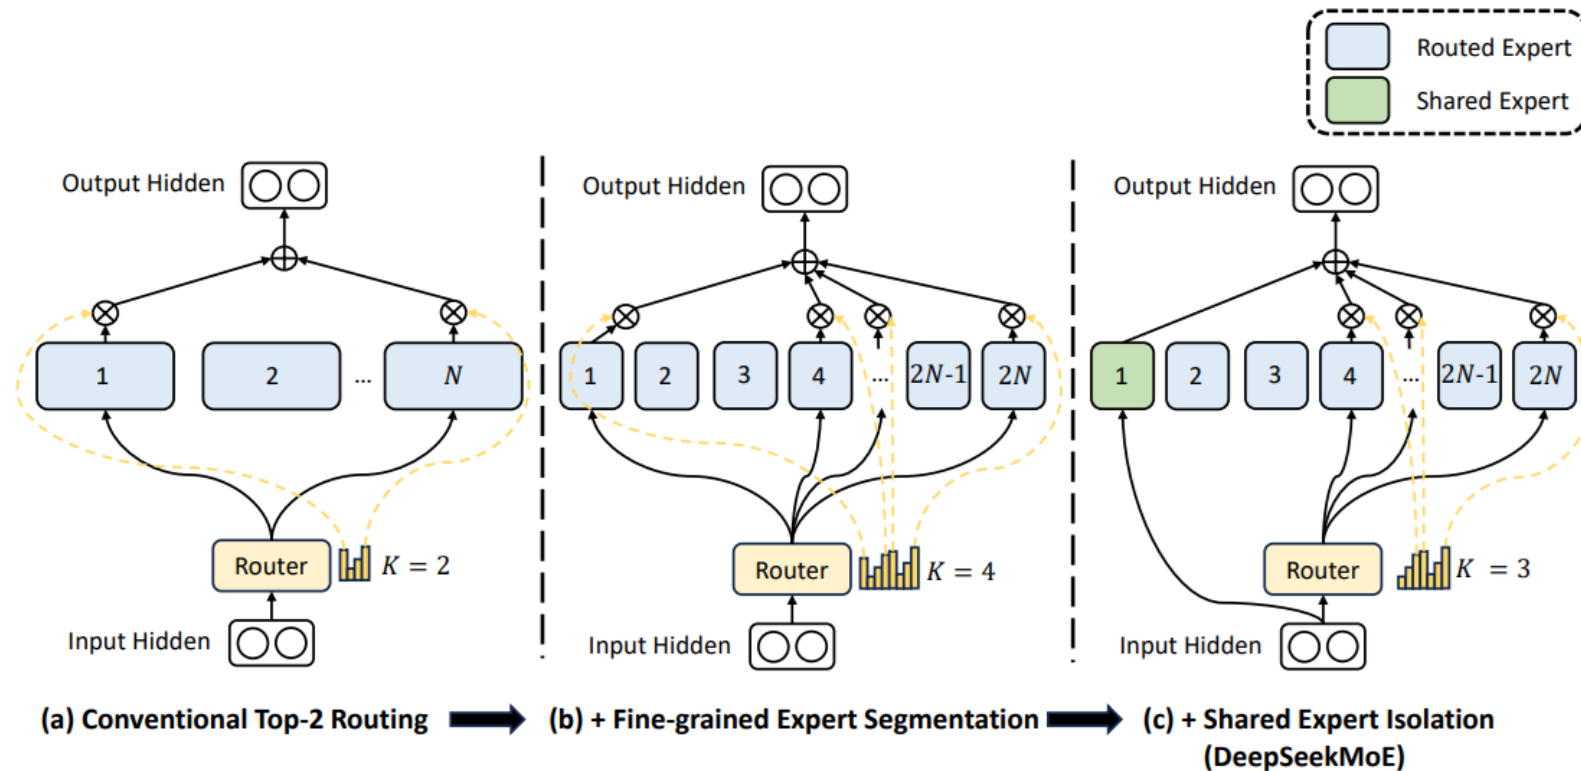 Routed Expert
Shared Expert
Output Hidden
1
2
...
N
Router
K = 2
Input Hidden
(a) Conventional Top-2 Routing
Output Hidden
1
2
3
4
...
2N-1
2N
Router
K = 4
Input Hidden
(b) + Fine-grained Expert Segmentation
Output Hidden
1
2
3
4
...
2N-1
2N
Router
K = 3
Input Hidden
(c) + Shared Expert Isolation
(DeepSeekMoE)